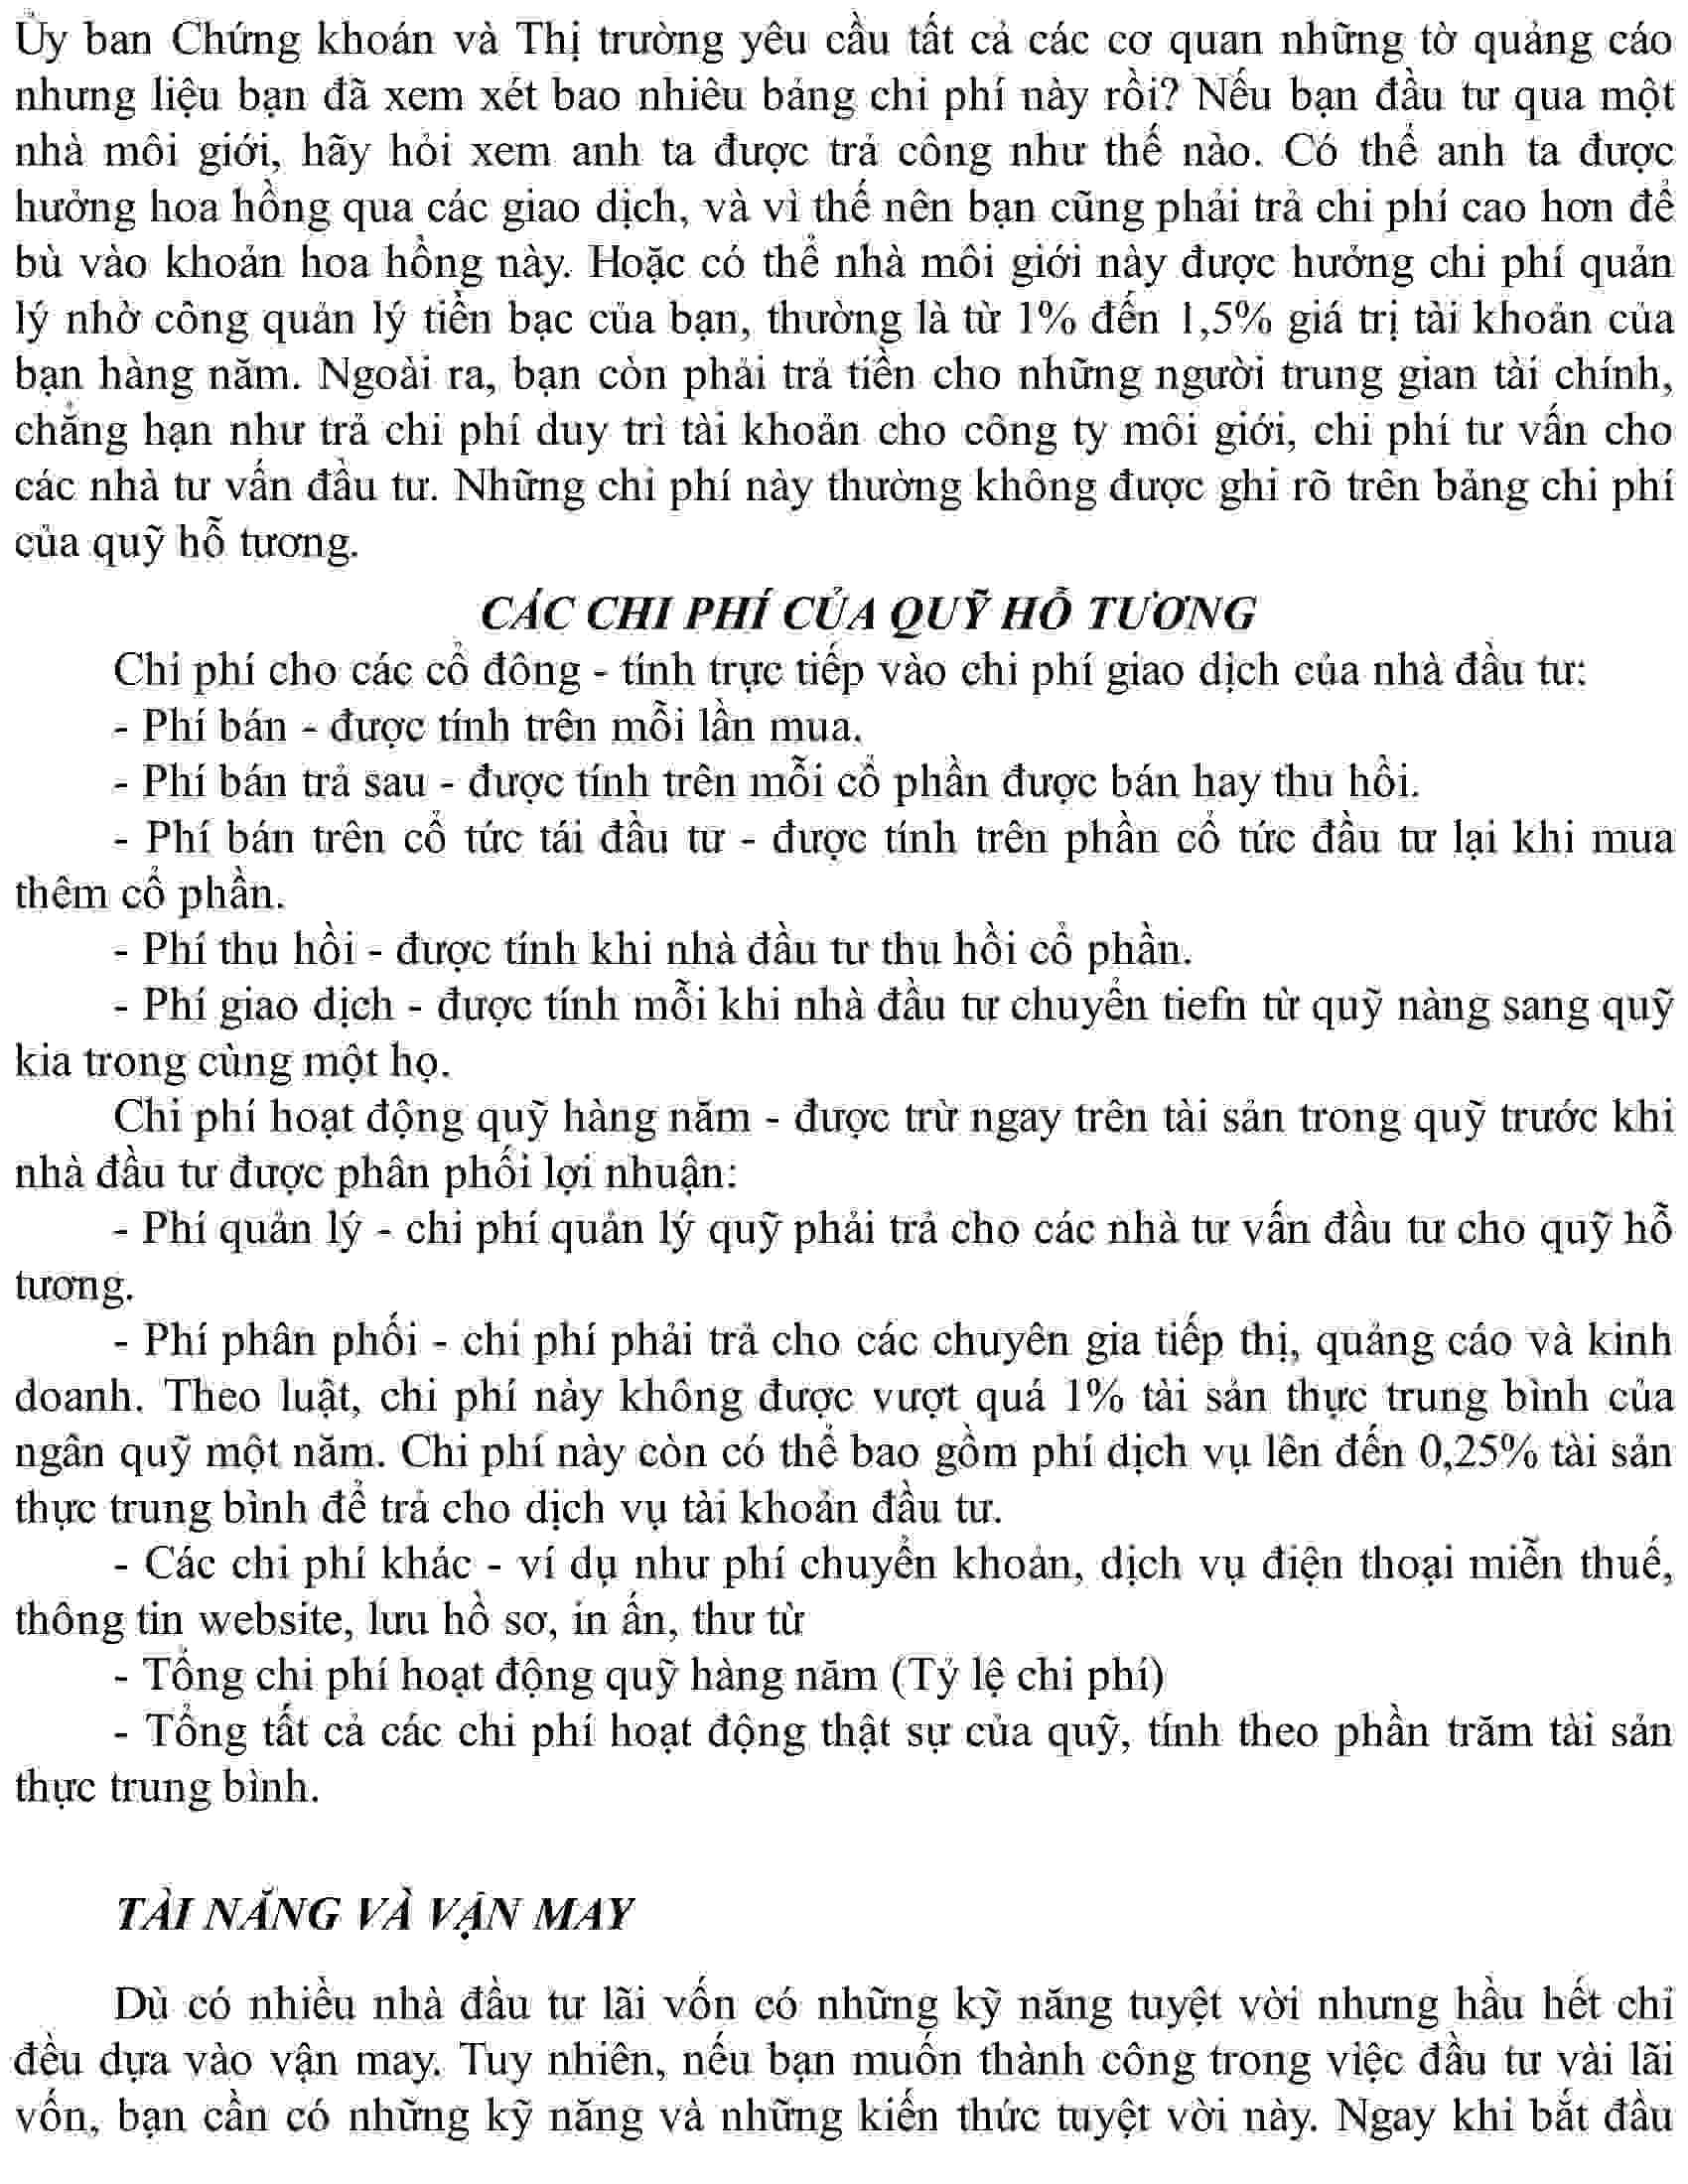 Ủy ban Chứng khoán và Thị trường yêu cầu tất cả các cơ quan những tờ quảng cáo
nhưng liệu bạn đã xem xét bao nhiêu bảng chi phí này rồi? Nếu bạn đầu tư qua một
nhà môi giới, hãy hỏi xem anh ta được trả công như thế nào. Có thể anh ta được
hưởng hoa hồng qua các giao dịch, và vì thế nên bạn cũng phải trả chi phí cao hơn để
bù vào khoản hoa hồng này. Hoặc có thể nhà môi giới này được hưởng chi phí quản
lý nhờ công quản lý tiền bạc của bạn, thường là từ 1% đến 1,5% giá trị tài khoản của
bạn hàng năm. Ngoài ra, bạn còn phải trả tiền cho những người trung gian tài chính,
chẳng hạn như trả chi phí duy trì tài khoản cho công ty môi giới, chi phí tư vấn cho
các nhà tư vấn đầu tư. Những chi phí này thường không được ghi rõ trên bảng chi phí
của quỹ hỗ tương.
CÁC CHI PHÍ CỦA QUỸ HỖ TƯƠNG
Chi phí cho các cổ đông - tính trực tiếp vào chi phí giao dịch của nhà đầu tư:
- Phí bán - được tính trên mỗi lần mua.
- Phí bán trả sau - được tính trên mỗi cổ phần được bán hay thu hồi.
- Phí bán trên cổ tức tái đầu tư - được tính trên phần cổ tức đầu tư lại khi mua
thêm cổ phần.
- Phí thu hồi - được tính khi nhà đầu tư thu hồi cổ phần.
- Phí giao dịch - được tính mỗi khi nhà đầu tư chuyển tiefn từ quỹ nàng sang quỹ
kia trong cùng một họ.
Chi phí hoạt động quỹ hàng năm - được trừ ngay trên tài sản trong quỹ trước khi
nhà đầu tư được phân phối lợi nhuận:
- Phí quản lý - chi phí quản lý quỹ phải trả cho các nhà tư vấn đầu tư cho quỹ hỗ
tương.
- Phí phân phối - chi phí phải trả cho các chuyên gia tiếp thị, quảng cáo và kinh
doanh. Theo luật, chi phí này không được vượt quá 1% tài sản thực trung bình của
ngân quỹ một năm. Chi phí này còn có thể bao gồm phí dịch vụ lên đến 0,25% tài sản
thực trung bình để trả cho dịch vụ tài khoản đầu tư.
- Các chi phí khác - ví dụ như phí chuyển khoản, dịch vụ điện thoại miễn thuế,
thông tin website, lưu hồ sơ, in ấn, thư từ
- Tổng chi phí hoạt động quỹ hàng năm (Tỷ lệ chi phí)
- Tổng tất cả các chi phí hoạt động thật sự của quỹ, tính theo phần trăm tài sản
thực trung bình.
TÀI NĂNG VÀ VẬN MAY
Dù có nhiều nhà đầu tư lãi vốn có những kỹ năng tuyệt vời nhưng hầu hết chỉ
đều dựa vào vận may. Tuy nhiên, nếu bạn muốn thành công trong việc đầu tư vài lãi
vốn, bạn cần có những kỹ năng và những kiến thức tuyệt vời này. Ngay khi bắt đầu